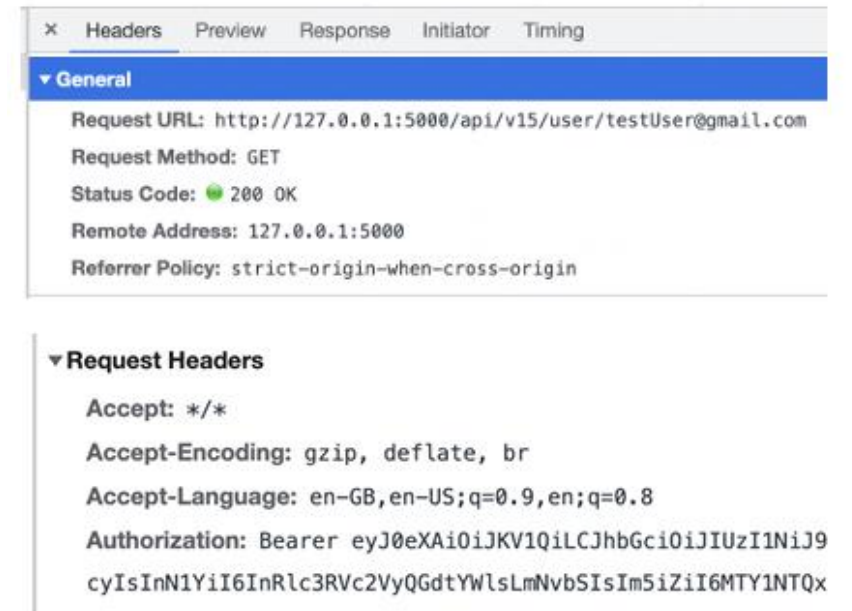 × Headers Preview Response Initiator Timing
▼ General
Request URL: http://127.0.0.1:5000/api/v15/user/testUser@gmail.com
Request Method: GET
Status Code: 200 OK
Remote Address: 127.0.0.1:5000
Referrer Policy: strict-origin-when-cross-origin
▼Request Headers
Accept: */*
Accept-Encoding: gzip, deflate, br
Accept-Language: en-GB,en-US;q=0.9,en;q=0.8
Authorization: Bearer eyJ0eXAiOiJKV1QiLCJhbGciOiJIUzI1NiJ9
cyIsInN1YiI6InRlc3RVc2VyQGdtYWlsLmNvbSIsIm5iZiI6MTY1NTQx